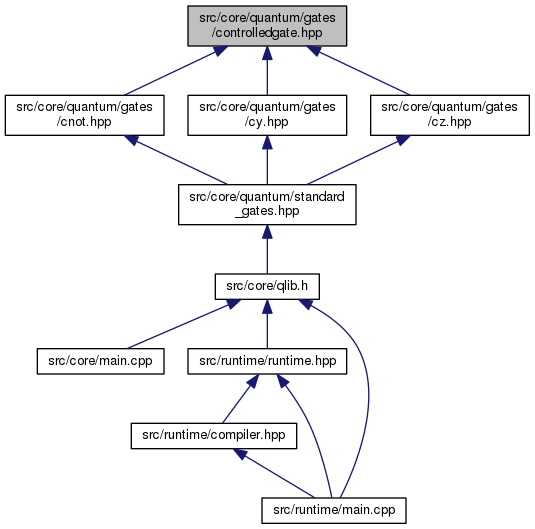 src/core/quantum/gates
/controlledgate.hpp
src/core/quantum/gates
/cnot.hpp
src/core/quantum/gates
/cy.hpp
src/core/quantum/gates
/cz.hpp
src/core/quantum/standard
_gates.hpp
src/core/qlib.h
src/core/main.cpp
src/runtime/runtime.hpp
src/runtime/compiler.hpp
src/runtime/main.cpp